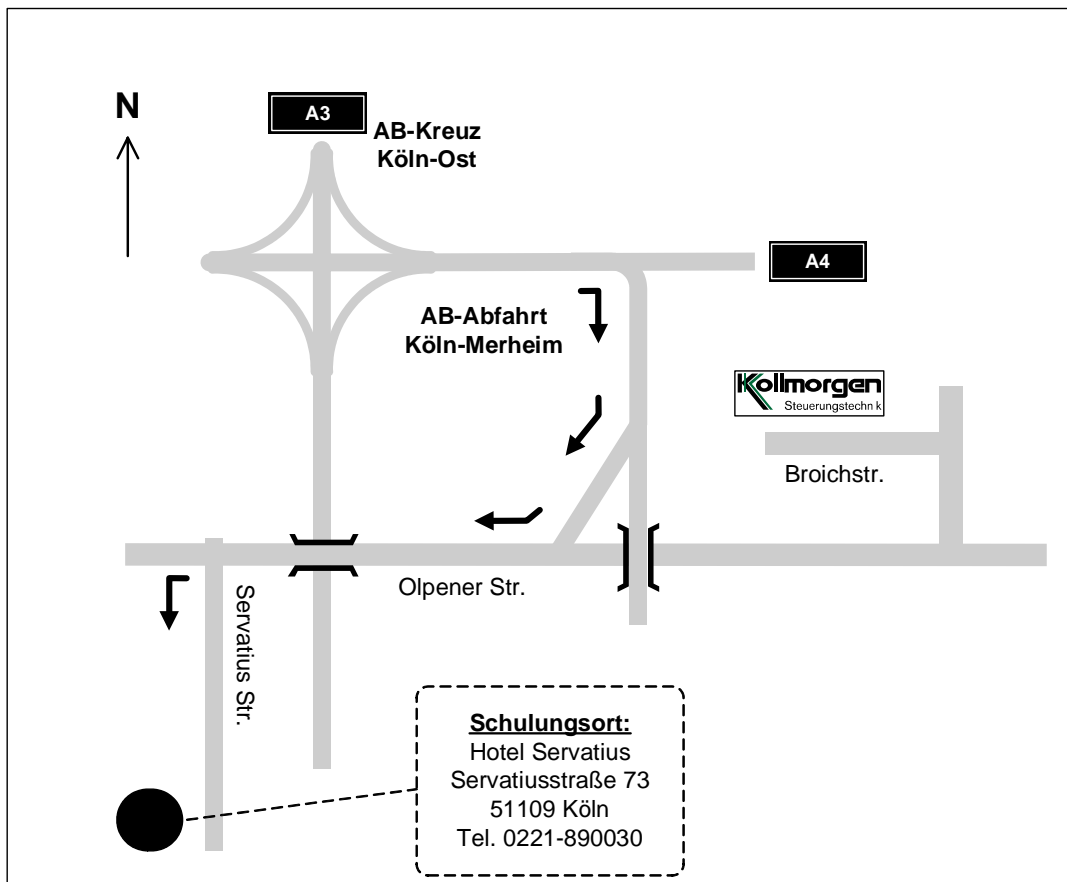 N
A3
AB-Kreuz
Köln-Ost
A4
AB-Abfahrt
Köln-Merheim
Kollmorgen
Steuerungstechn k
Broichstr.
Olpener Str.
Servatius Str.
Schulungsort:
Hotel Servatius
Servatiusstraße 73
51109 Köln
Tel. 0221-890030